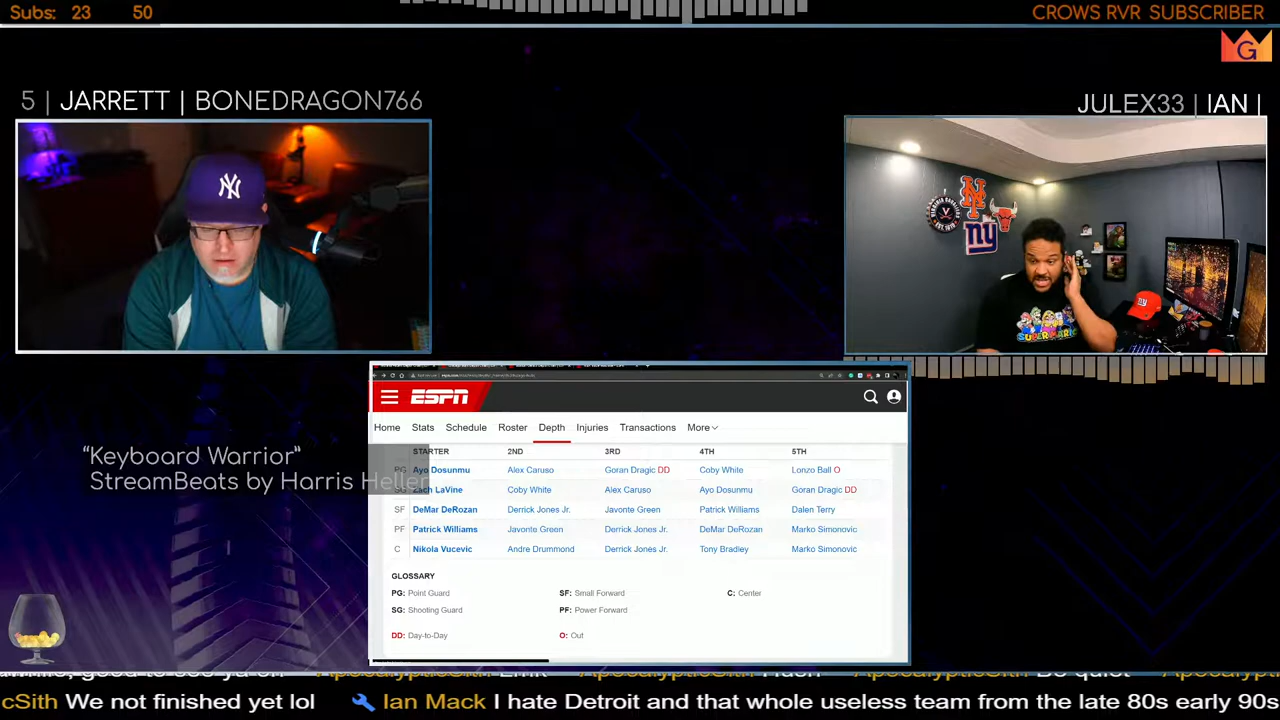 Subs: 23 50
CROWS RVR SUBSCRIBER
G
5 | JARRETT | BONEDRAGON766
JULEX33 | IAN |
NY
ny
SUPER MARIO
ESPN
Home Stats Schedule Roster Depth Injuries Transactions More
STARTER 2ND 3RD 4TH 5TH
PG Ayo Dosunmu Alex Caruso Goran Dragic DD Coby White Lonzo Ball O
SG Zach LaVine Coby White Alex Caruso Ayo Dosunmu Goran Dragic DD
SF DeMar DeRozan Derrick Jones Jr. Javonte Green Patrick Williams Dalen Terry
PF Patrick Williams Javonte Green Derrick Jones Jr. DeMar DeRozan Marko Simonovic
C Nikola Vucevic Andre Drummond Derrick Jones Jr. Tony Bradley Marko Simonovic
GLOSSARY
PG: Point Guard SF: Small Forward C: Center
SG: Shooting Guard PF: Power Forward
DD: Day-to-Day O: Out
“Keyboard Warrior”
StreamBeats by Harris Heller
cSith We not finished yet lol Ian Mack I hate Detroit and that whole useless team from the late 80s early 90s